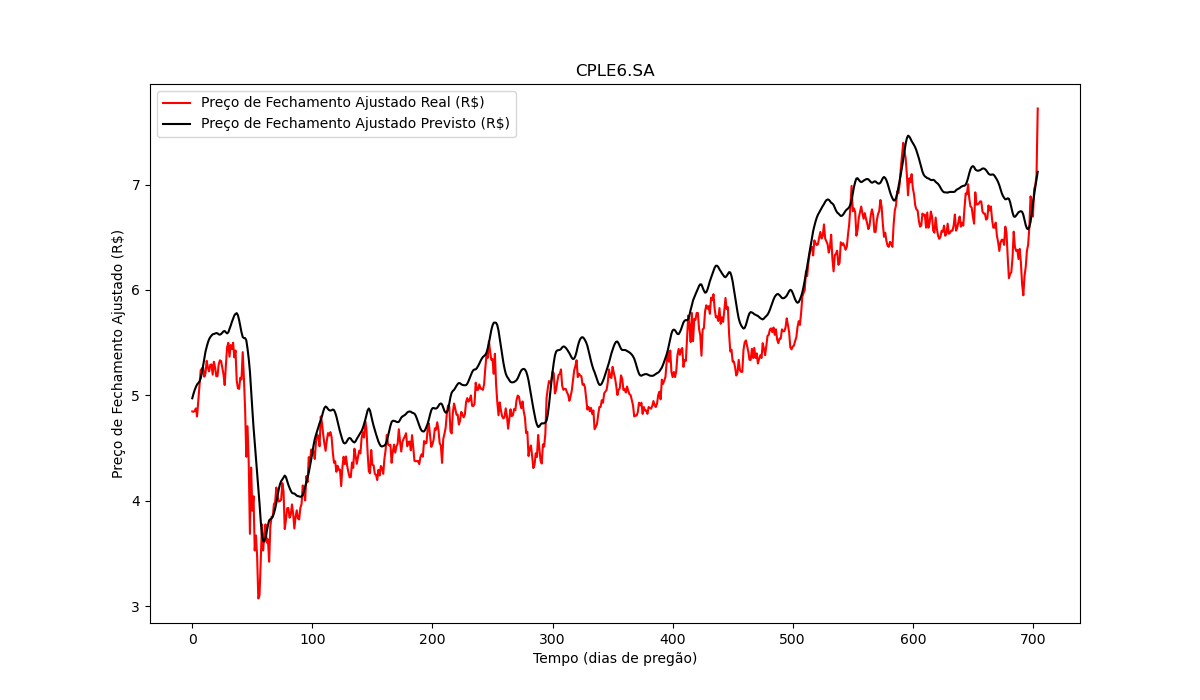 CPLE6.SA
Preço de Fechamento Ajustado Real (R$)
Preço de Fechamento Ajustado Previsto (R$)
Preço de Fechamento Ajustado (R$)
7
6
5
4
3
0 100 200 300 400 500 600 700
Tempo (dias de pregão)